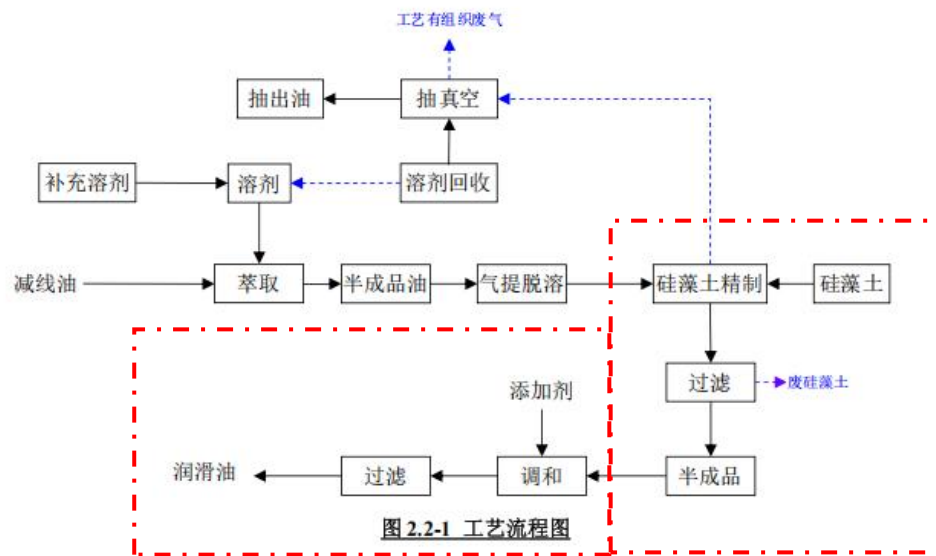 工艺有组织废气
抽出油
抽真空
补充溶剂
溶剂
溶剂回收
减线油
萃取
半成品油
气提脱溶
硅藻土精制
硅藻土
过滤
废硅藻土
添加剂
润滑油
过滤
调和
半成品
图 2.2-1 工艺流程图